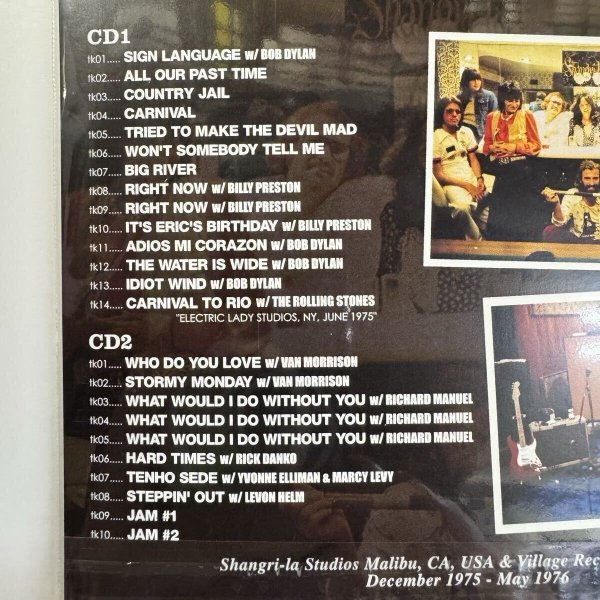 CD1
tk01..... SIGN LANGUAGE w/ BOB DYLAN
tk02..... ALL OUR PAST TIME
tk03..... COUNTRY JAIL
tk04..... CARNIVAL
tk05..... TRIED TO MAKE THE DEVIL MAD
tk06..... WON'T SOMEBODY TELL ME
tk07..... BIG RIVER
tk08..... RIGHT NOW w/ BILLY PRESTON
tk09..... RIGHT NOW w/ BILLY PRESTON
tk10..... IT'S ERIC'S BIRTHDAY w/ BILLY PRESTON
tk11..... ADIOS MI CORAZON w/ BOB DYLAN
tk12..... THE WATER IS WIDE w/ BOB DYLAN
tk13..... IDIOT WIND w/ BOB DYLAN
tk14..... CARNIVAL TO RIO w/ THE ROLLING STONES
"ELECTRIC LADY STUDIOS, NY, JUNE 1975"
CD2
tk01..... WHO DO YOU LOVE w/ VAN MORRISON
tk02..... STORMY MONDAY w/ VAN MORRISON
tk03..... WHAT WOULD I DO WITHOUT YOU w/ RICHARD MANUEL
tk04..... WHAT WOULD I DO WITHOUT YOU w/ RICHARD MANUEL
tk05..... WHAT WOULD I DO WITHOUT YOU w/ RICHARD MANUEL
tk06..... HARD TIMES w/ RICK DANKO
tk07..... TENHO SEDE w/ YVONNE ELLIMAN & MARCY LEVY
tk08..... STEPPIN' OUT w/ LEVON HELM
tk09..... JAM #1
tk10..... JAM #2
Shangri-la Studios Malibu, CA, USA & Village Rec
December 1975 - May 1976